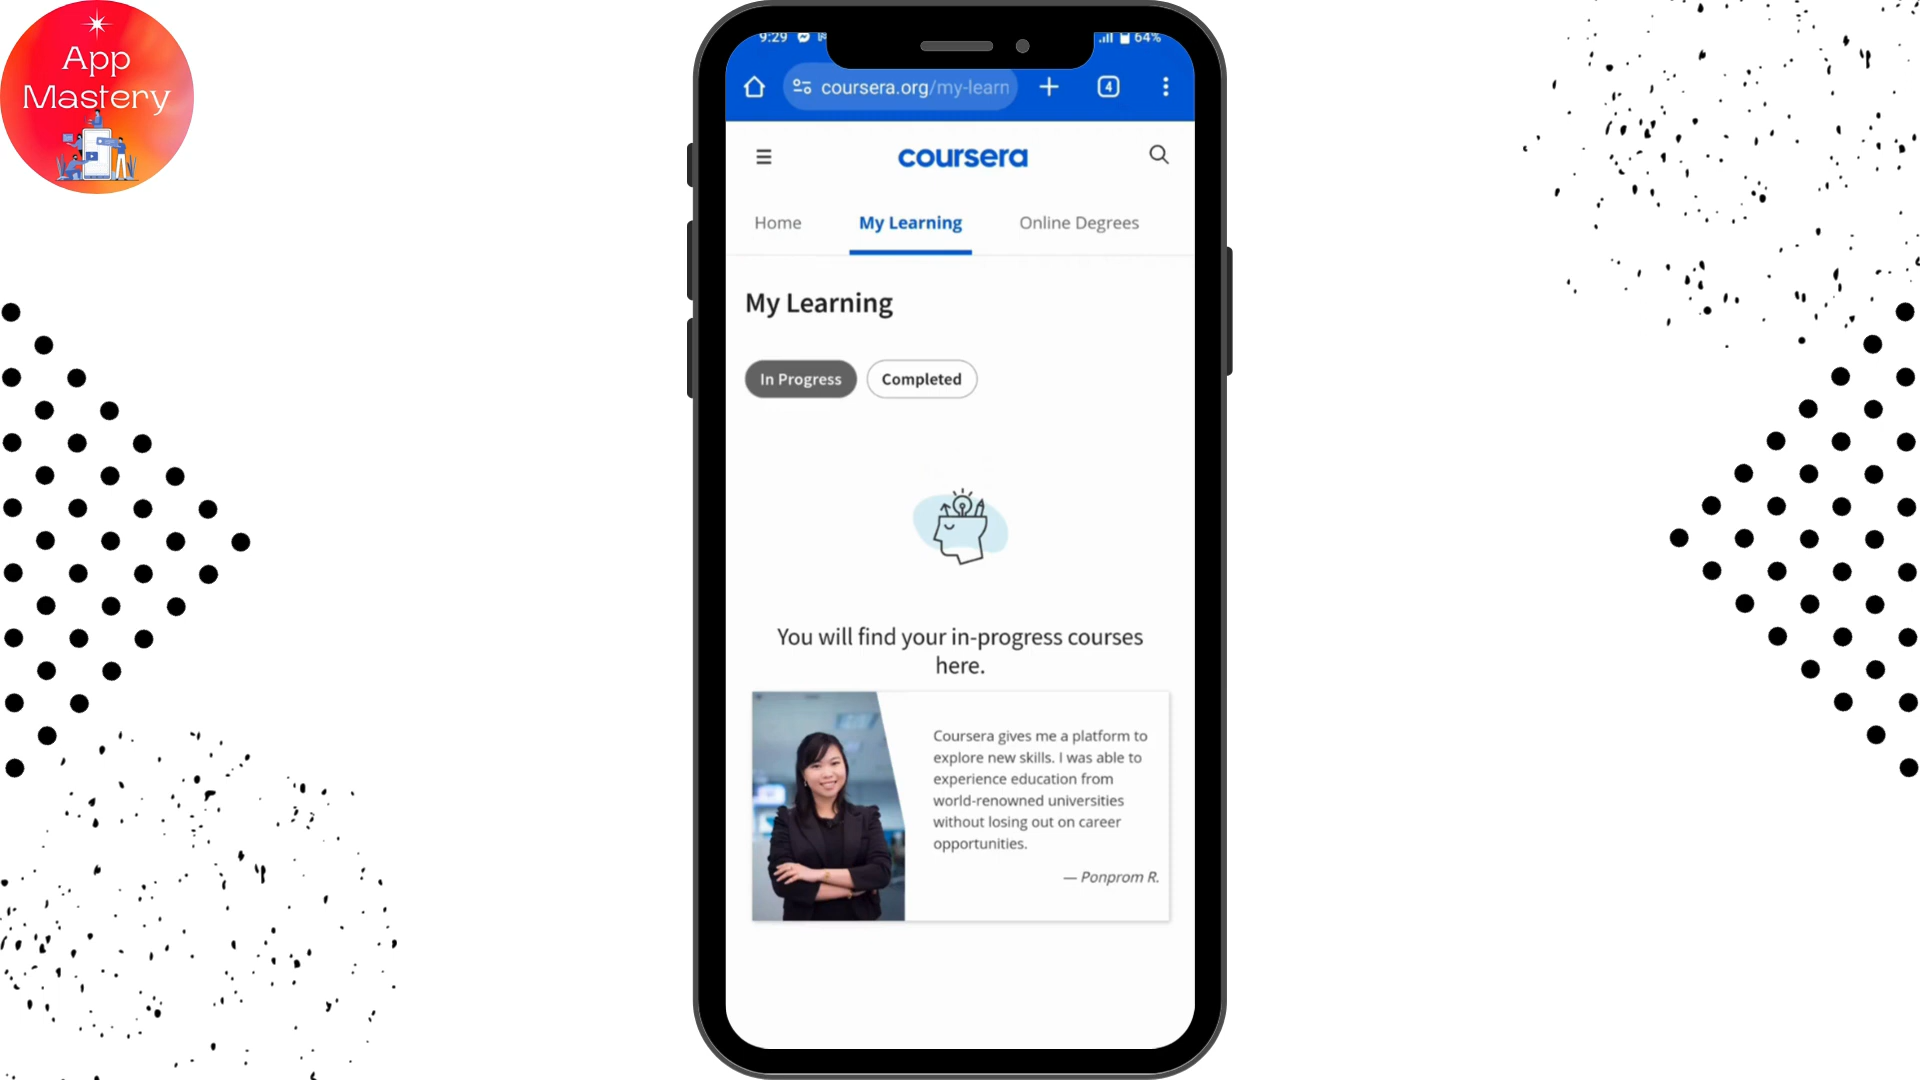 App
Mastery
9:29
64%
coursera.org/my-learn
4
coursera
Home
My Learning
Online Degrees
My Learning
In Progress
Completed
You will find your in-progress courses
here.
Coursera gives me a platform to
explore new skills. I was able to
experience education from
world-renowned universities
without losing out on career
opportunities.
— Ponprom R.